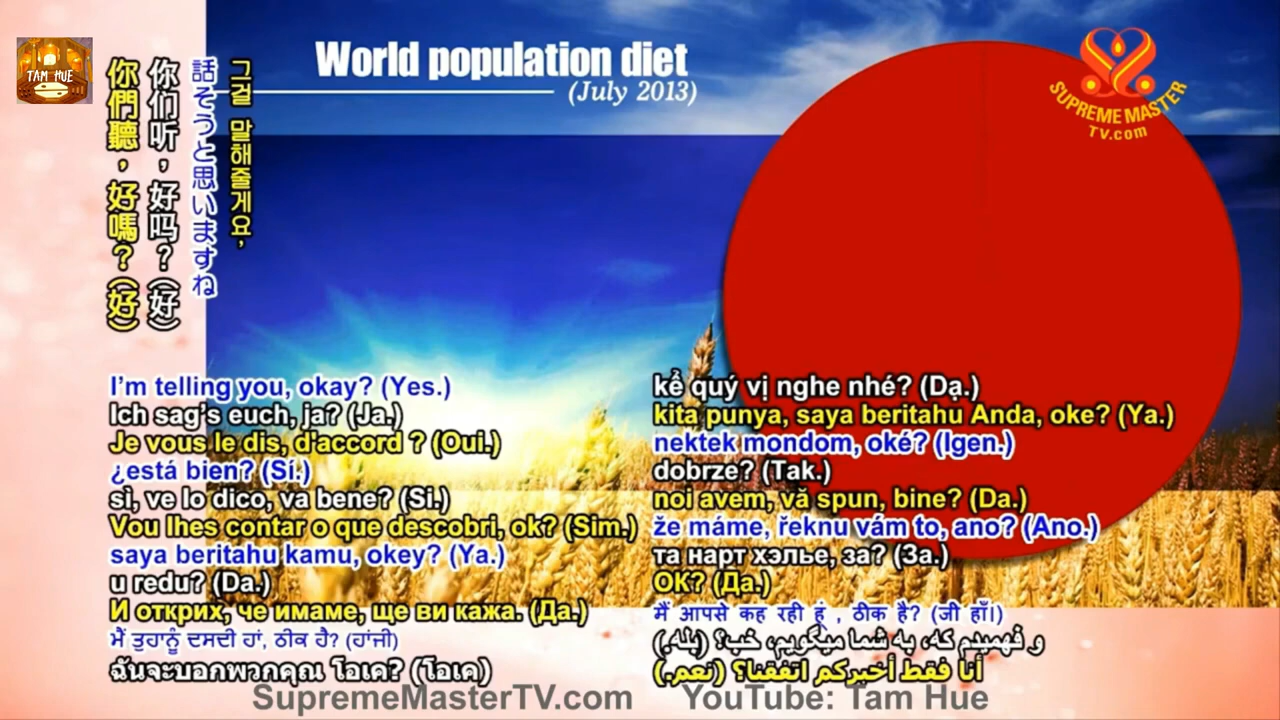 TAM HUE
World population diet
(July 2013)
SUPREME MASTER
TV.com
그걸 말해줄게요,
話そうと思いますね
你们听，好吗？（好）
你們聽，好嗎？（好）
I'm telling you, okay? (Yes.)
Ich sag's euch, ja? (Ja.)
Je vous le dis, d'accord ? (Oui.)
¿está bien? (Sí.)
sì, ve lo dico, va bene? (Si.)
Vou lhes contar o que descobri, ok? (Sim.)
saya beritahu kamu, okey? (Ya.)
u redu? (Da.)
И открих, че имаме, ще ви кажа. (Да.)
ਮੈਂ ਤੁਹਾਨੂੰ ਦਸਦੀ ਹਾਂ, ਠੀਕ ਹੈ? (ਹਾਂਜੀ)
ฉันจะบอกพวกคุณ โอเค? (โอเค)
kể quý vị nghe nhé? (Dạ.)
kita punya, saya beritahu Anda, oke? (Ya.)
nektek mondom, oké? (Igen.)
dobrze? (Tak.)
noi avem, vă spun, bine? (Da.)
že máme, řeknu vám to, ano? (Ano.)
та нарт хэлье, за? (За.)
ОК? (Да.)
मैं आपसे कह रही हूं , ठीक है? (जी हाँ।)
و فهمیدم که، به شما میگویم، خب؟ (بله.)
أنا فقط أخبركم اتفقنا؟ (نعم.)
SupremeMasterTV.com
YouTube: Tam Hue